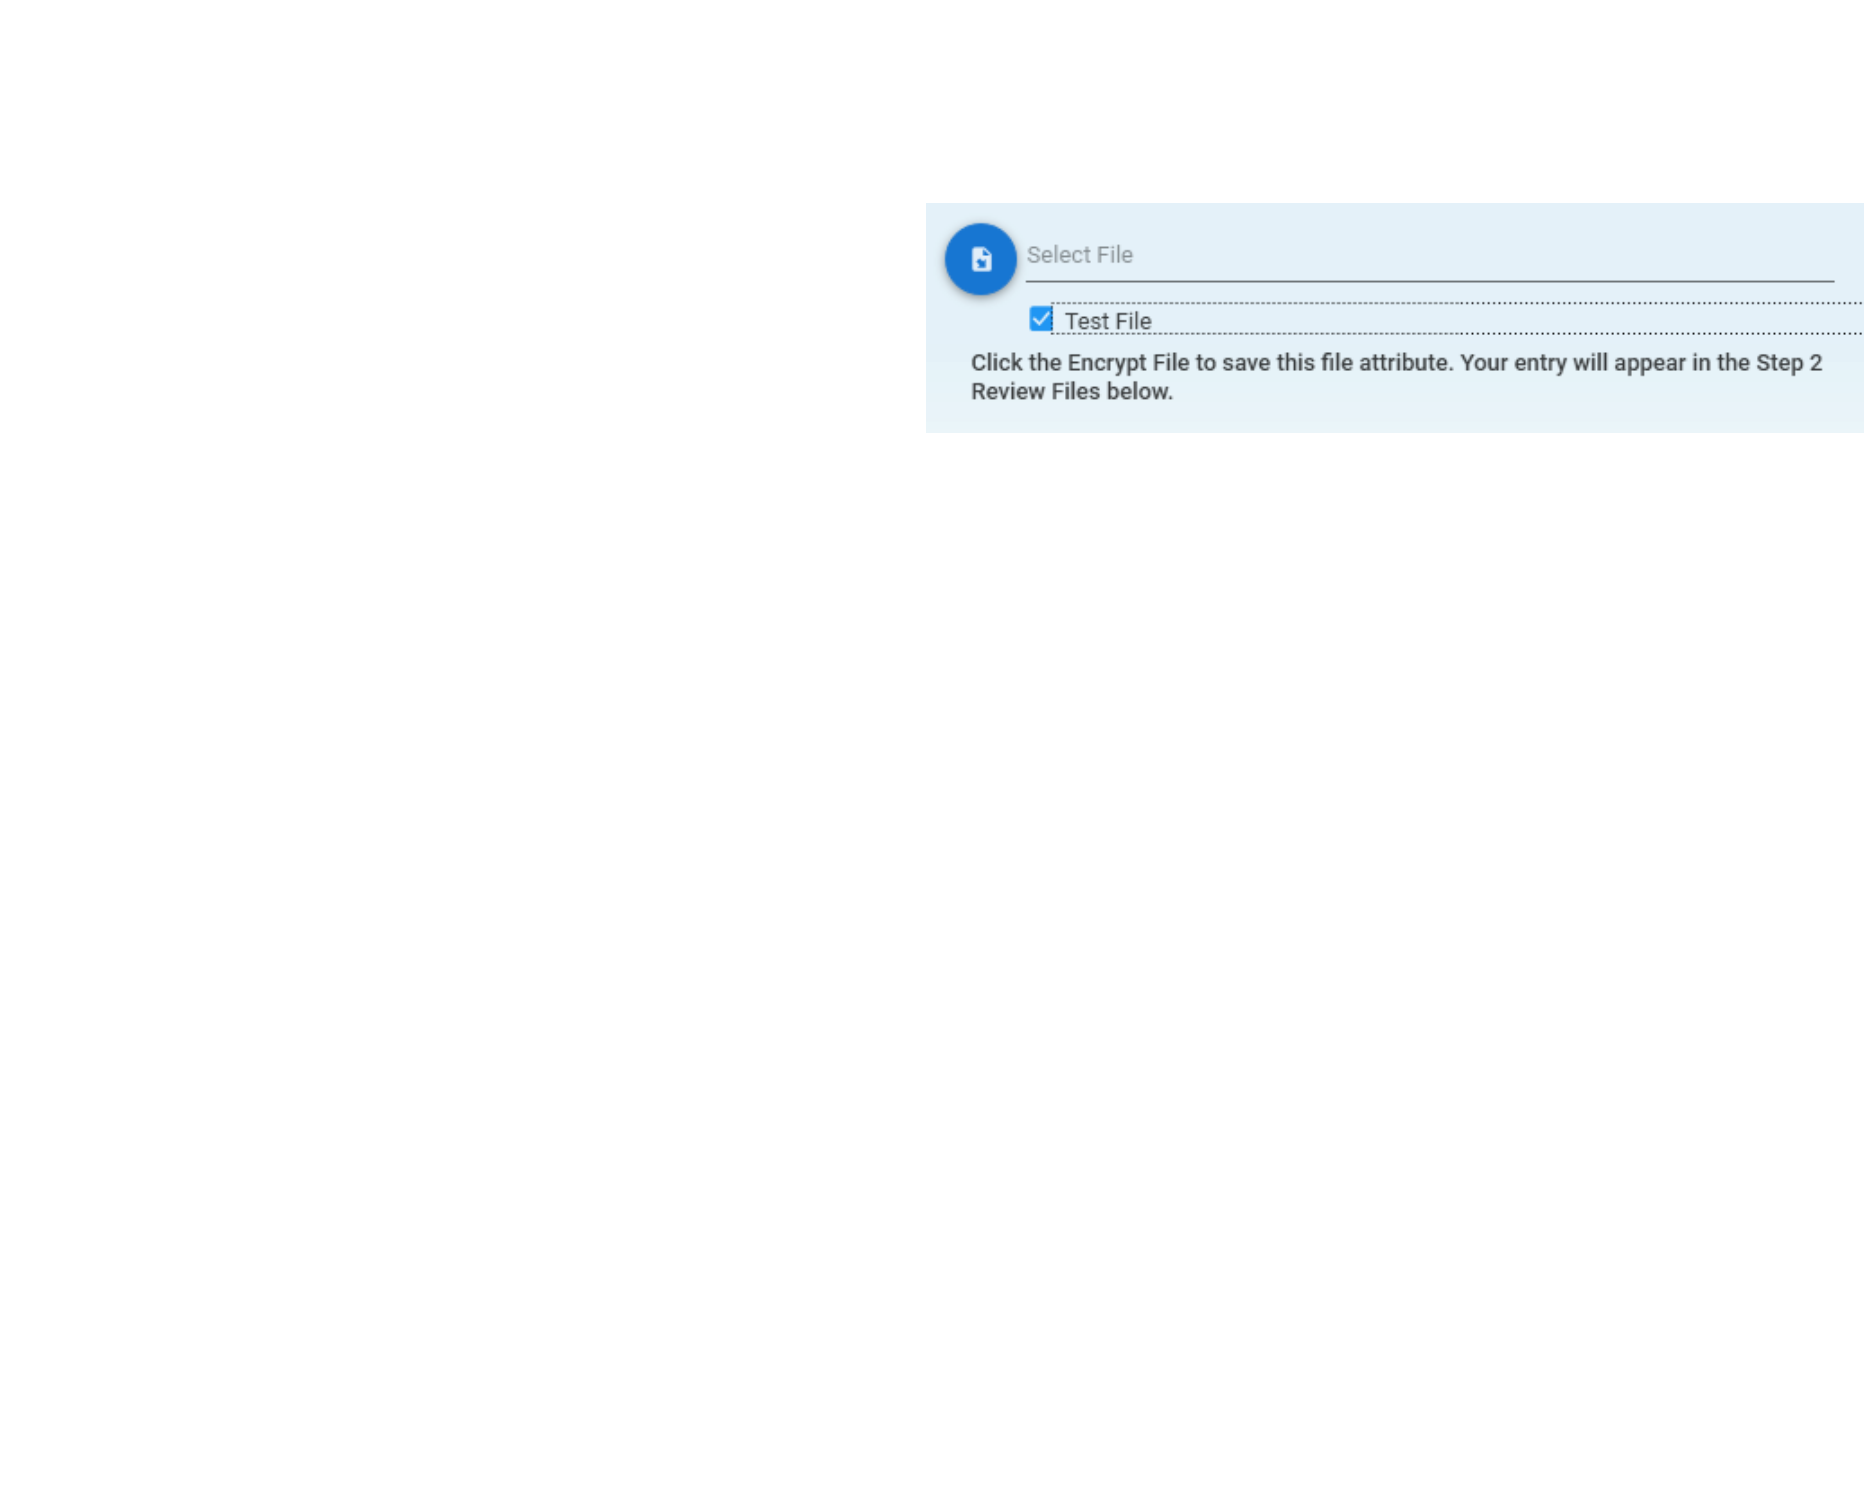 Select File
Test File
Click the Encrypt File to save this file attribute. Your entry will appear in the Step 2
Review Files below.